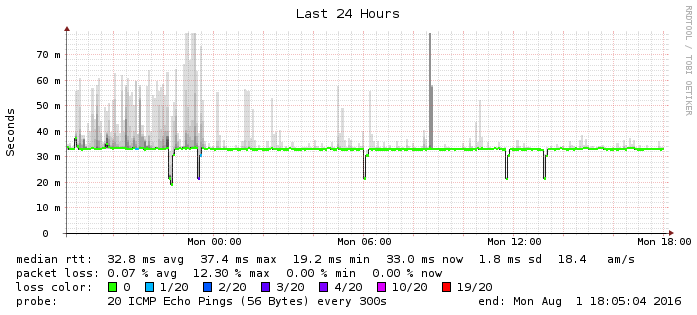 Last 24 Hours
RRDTOOL / TOBI OETIKER
Seconds
70 m
60 m
50 m
40 m
30 m
20 m
10 m
0
Mon 00:00 Mon 06:00 Mon 12:00 Mon 18:00
median rtt: 32.8 ms avg 37.4 ms max 19.2 ms min 33.0 ms now 1.8 ms sd 18.4 am/s
packet loss: 0.07 % avg 12.30 % max 0.00 % min 0.00 % now
loss color: 0 1/20 2/20 3/20 4/20 10/20 19/20
probe: 20 ICMP Echo Pings (56 Bytes) every 300s end: Mon Aug 1 18:05:04 2016